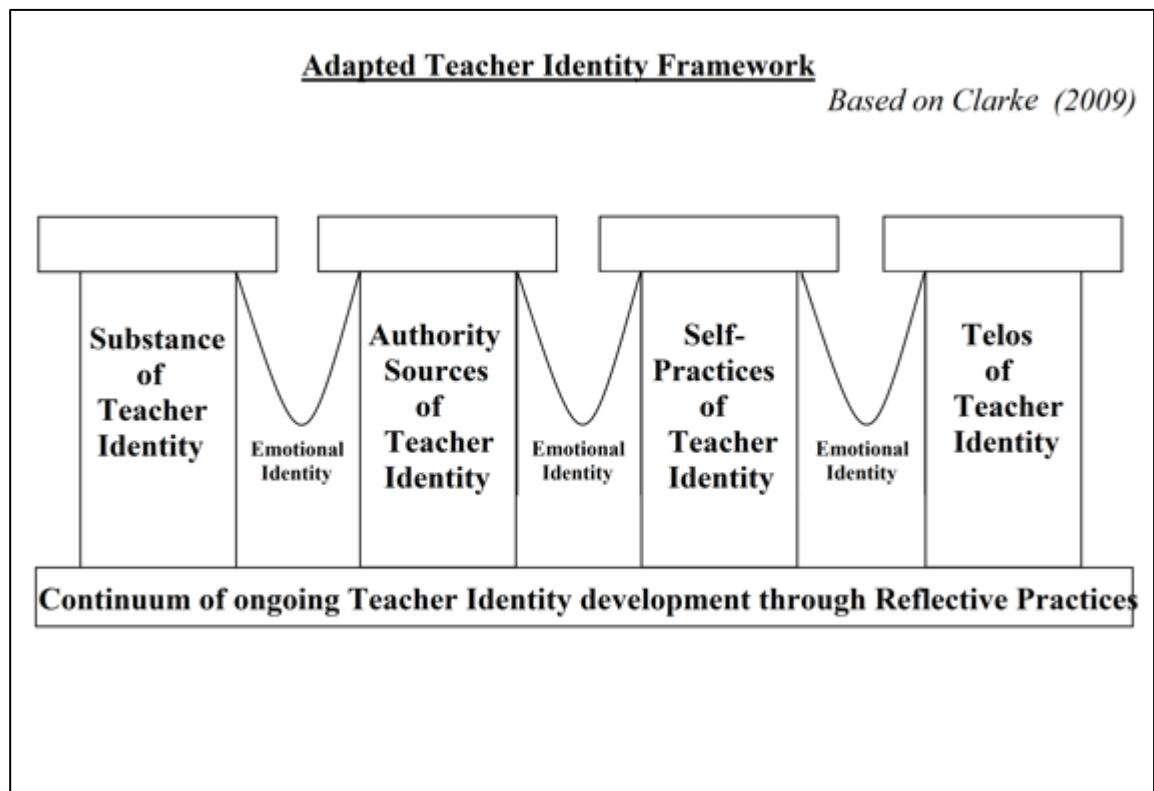 Adapted Teacher Identity Framework
Based on Clarke (2009)
Substance
of
Teacher
Identity
Emotional
Identity
Authority
Sources
of
Teacher
Identity
Emotional
Identity
Self-
Practices
of
Teacher
Identity
Emotional
Identity
Telos
of
Teacher
Identity
Continuum of ongoing Teacher Identity development through Reflective Practices